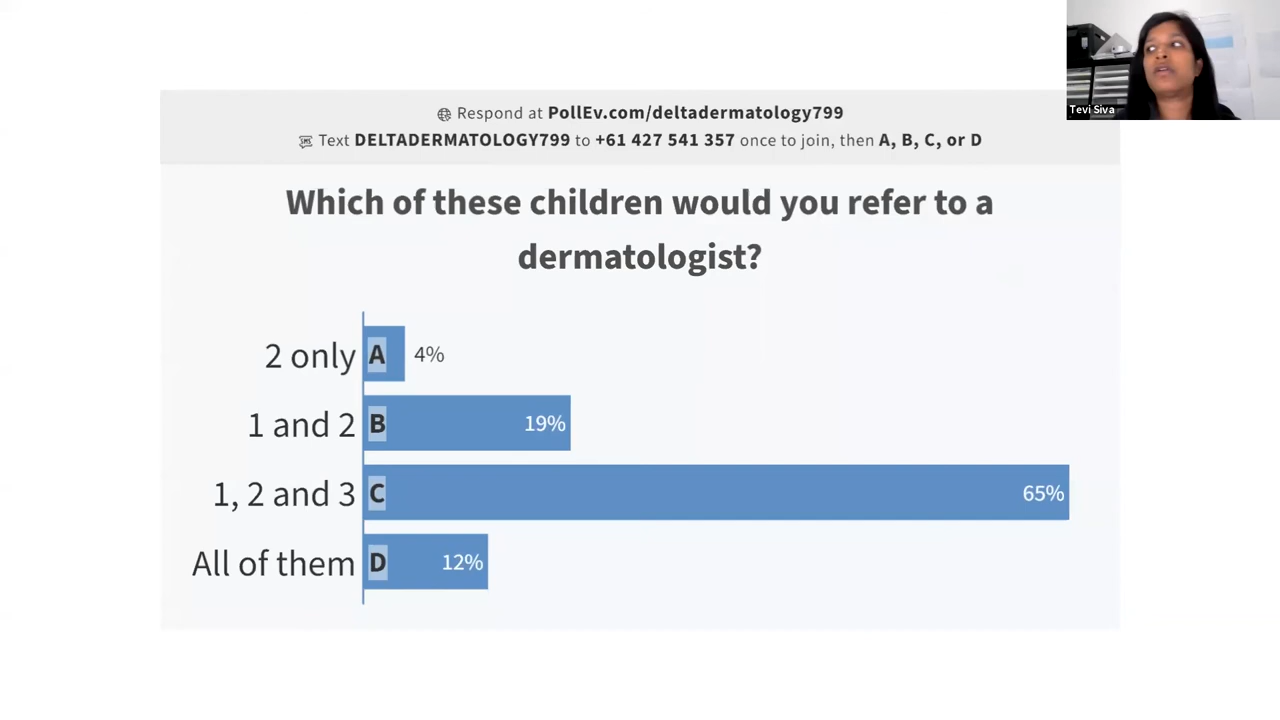 Respond at PollEv.com/deltadermatology799
Text DELTADERMATOLOGY799 to +61 427 541 357 once to join, then A, B, C, or D
Which of these children would you refer to a
dermatologist?
2 only A 4%
1 and 2 B 19%
1, 2 and 3 C 65%
All of them D 12%
Tevi Siva